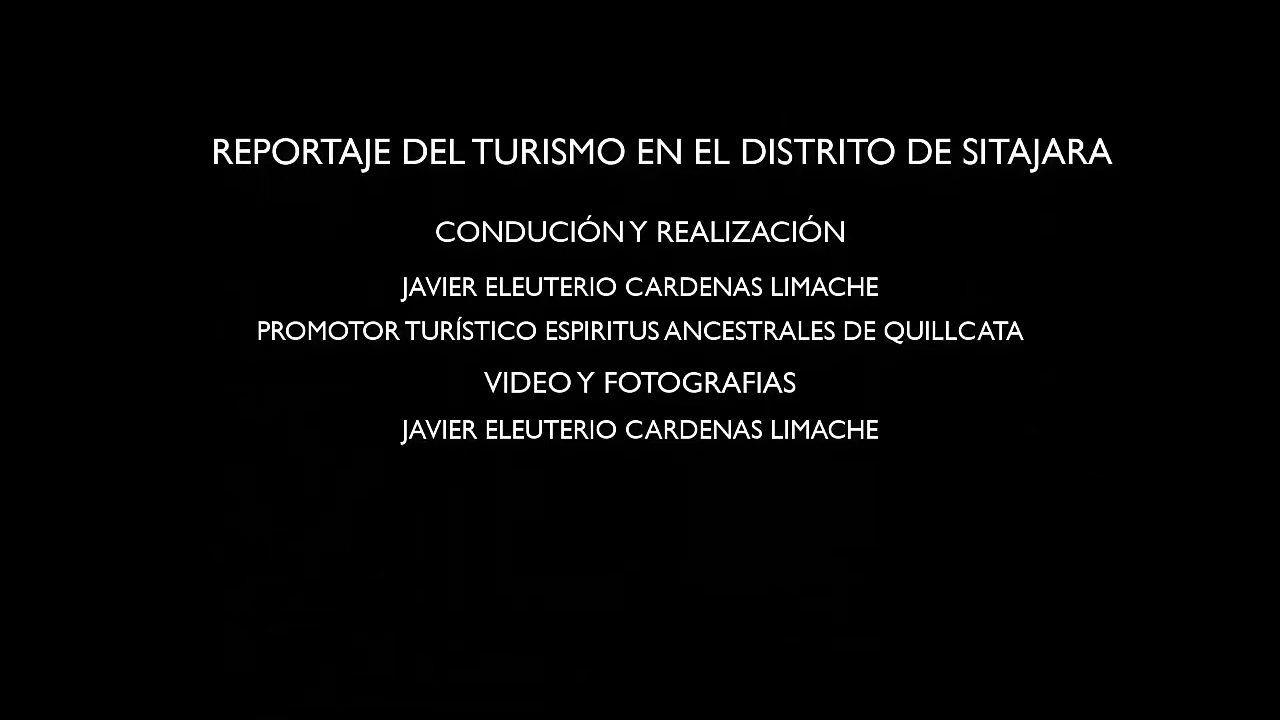 REPORTAJE DEL TURISMO EN EL DISTRITO DE SITAJARA
CONDUCIÓN Y REALIZACIÓN
JAVIER ELEUTERIO CARDENAS LIMACHE
PROMOTOR TURÍSTICO ESPIRITUS ANCESTRALES DE QUILLCATA
VIDEO Y FOTOGRAFIAS
JAVIER ELEUTERIO CARDENAS LIMACHE